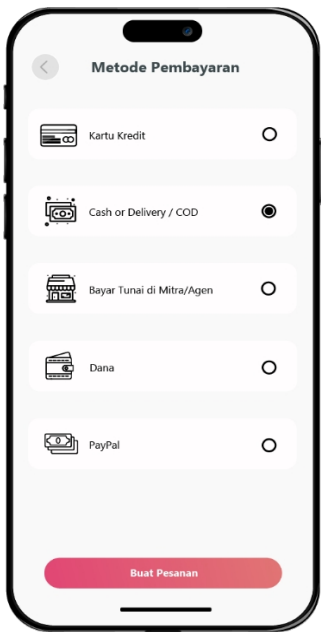 Metode Pembayaran
Kartu Kredit
Cash or Delivery / COD
Bayar Tunai di Mitra/Agen
Dana
PayPal
Buat Pesanan